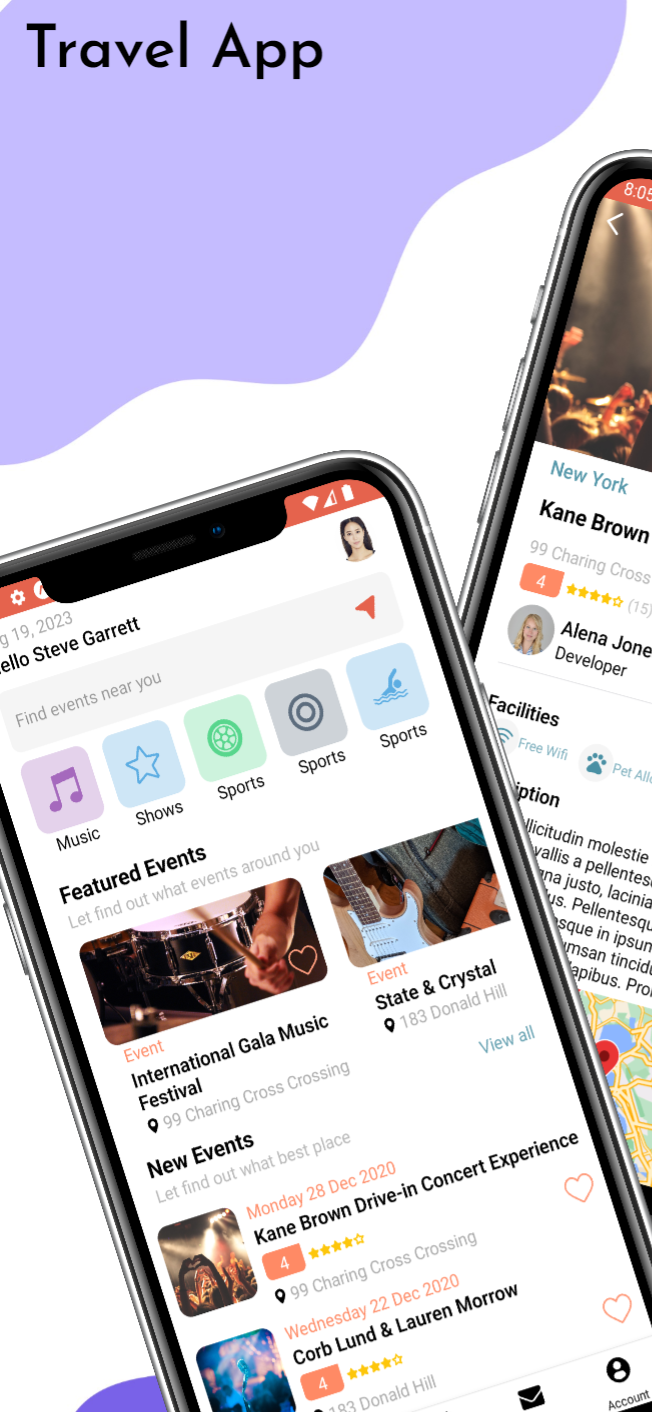 Travel App
19, 2023
Hello Steve Garrett
Find events near you
Music
Shows
Sports
Sports
Sports
Featured Events
Let find out what events around you
Event
International Gala Music
Festival
99 Charing Cross Crossing
Event
State & Crystal
183 Donald Hill
View all
New Events
Let find out what best place
Monday 28 Dec 2020
Kane Brown Drive-in Concert Experience
4
99 Charing Cross Crossing
Wednesday 22 Dec 2020
Corb Lund & Lauren Morrow
4
183 Donald Hill
Account
8:05
New York
Kane Brown
99 Charing Cross
4
(15)
Alena Jone
Developer
Facilities
Free Wifi
Pet Allo
iption
llicitudin molestie
vallis a pellentes
na justo, lacinia
us. Pellentesqu
sque in ipsun
umsan tincidu
apibus. Proi